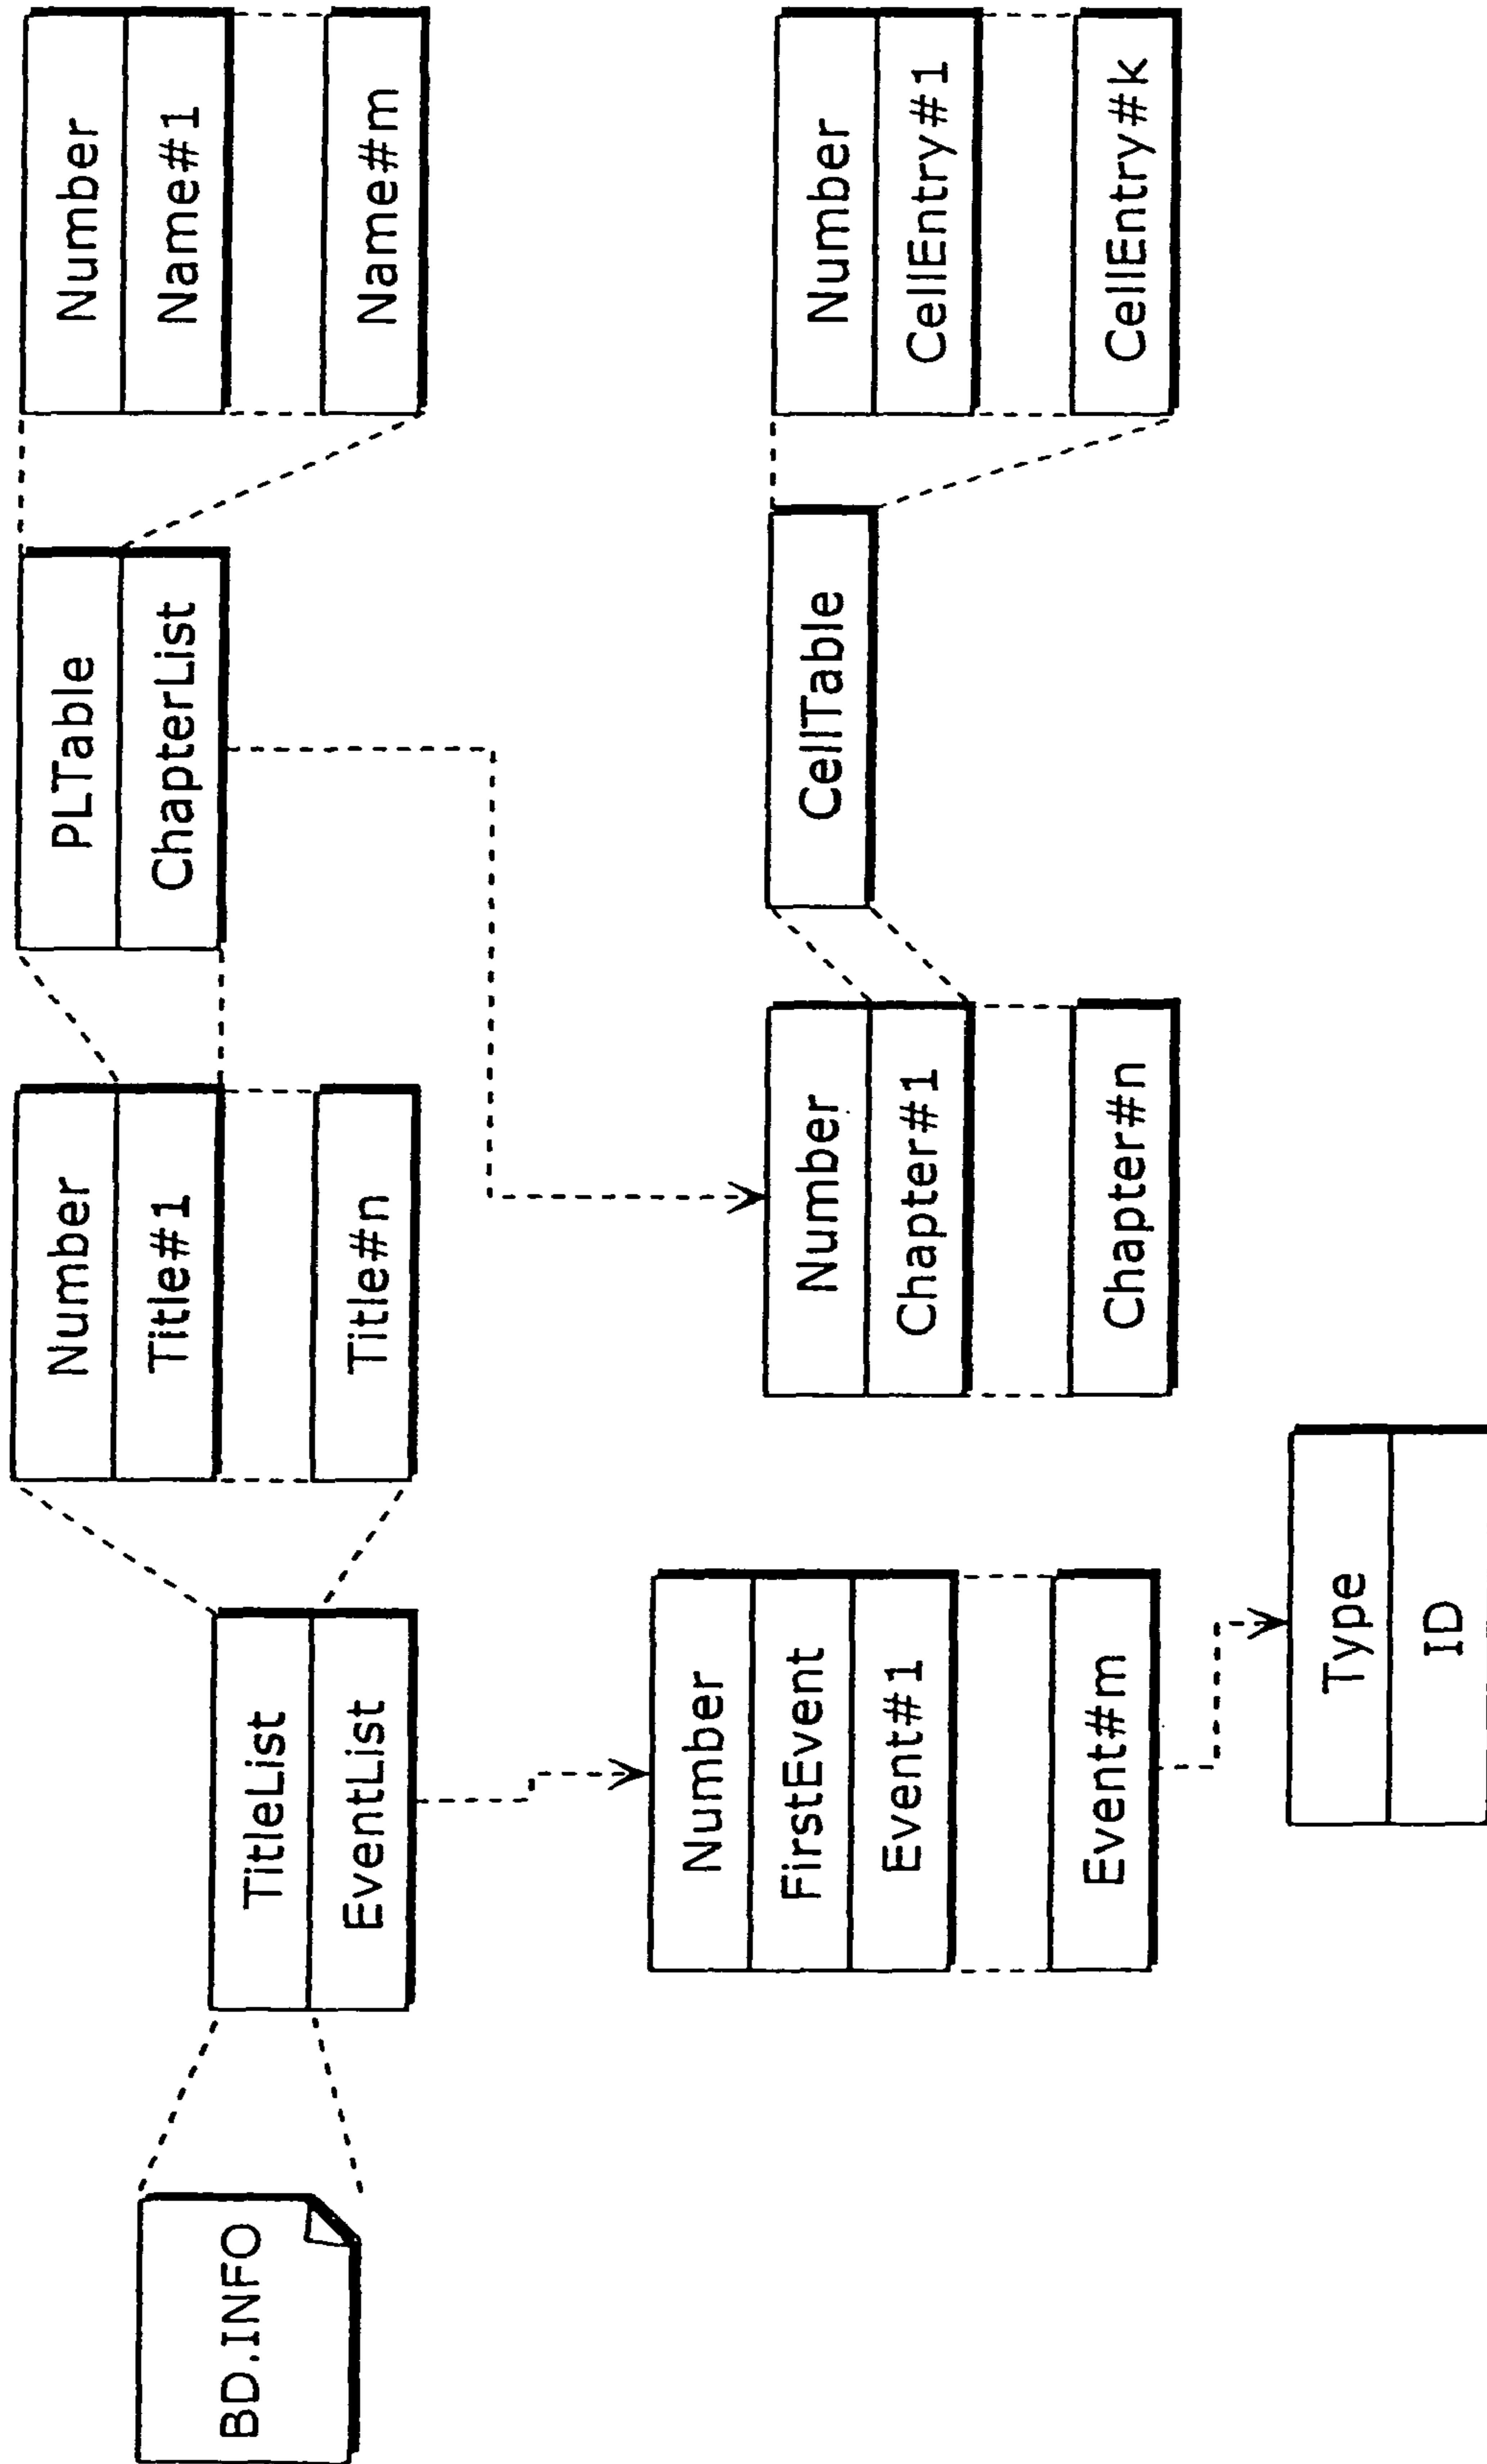 BD.INFO
TitleList
EventList
Number
Title#1
Title#n
PLTable
ChapterList
Number
Name#1
Name#m
Number
FirstEvent
Event#1
Event#m
Type
ID
Number
Chapter#1
Chapter#n
CellTable
Number
CellEntry#1
CellEntry#k